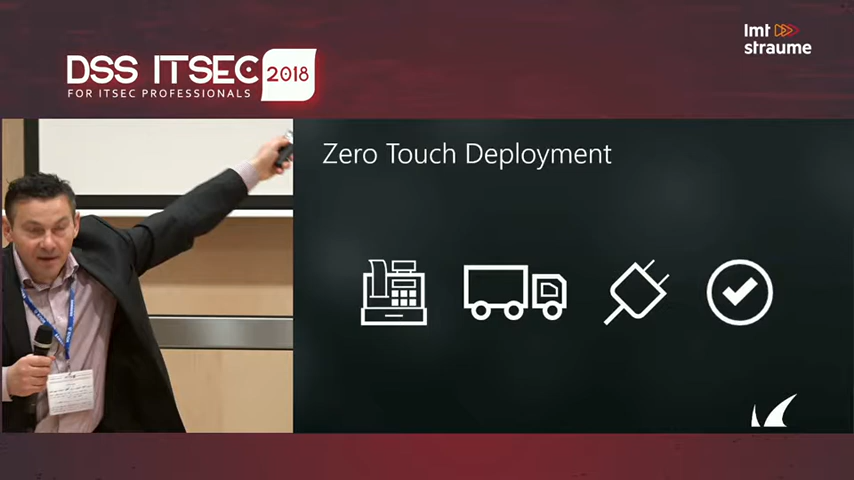 lmt
straume
DSS ITSEC 2018
FOR ITSEC PROFESSIONALS
Zero Touch Deployment